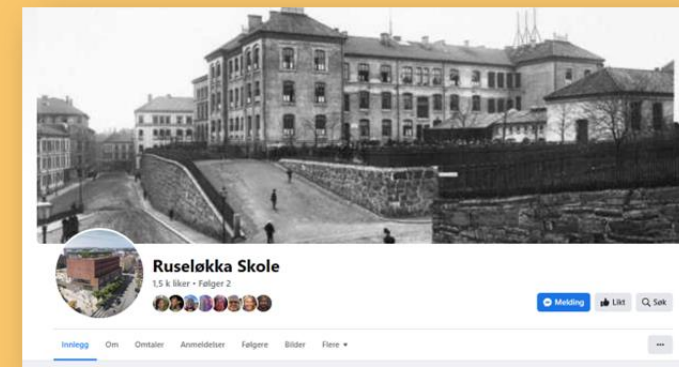 Ruseløkka Skole
1,5 k liker • Følger 2
Melding Likt Søk
Innlegg Om Omtaler Anmeldelser Følgere Bilder Flere